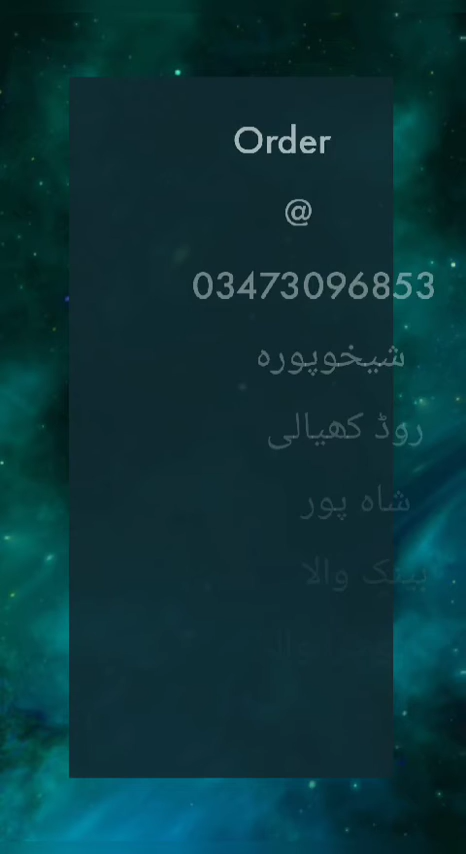 Order
@
03473096853
شیخوپورہ
روڈ کھیالی
شاہ پور
بینک والا